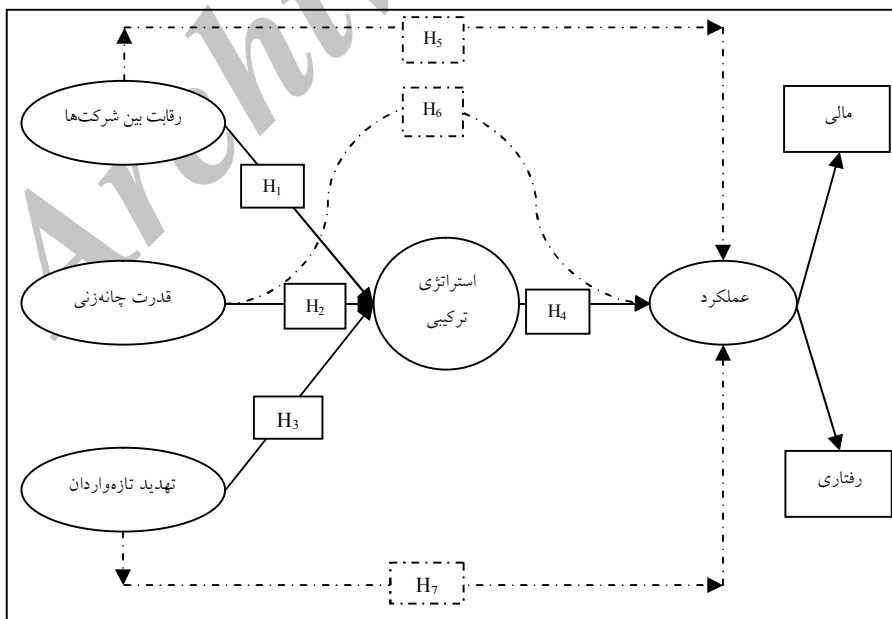 H5
H6
رقابت بین شرکت‌ها
مالی
H1
قدرت چانه‌زنی
H2
استراتژی
ترکیبی
H4
عملکرد
H3
تهدید تازه‌واردان
رفتاری
H7
Archiv